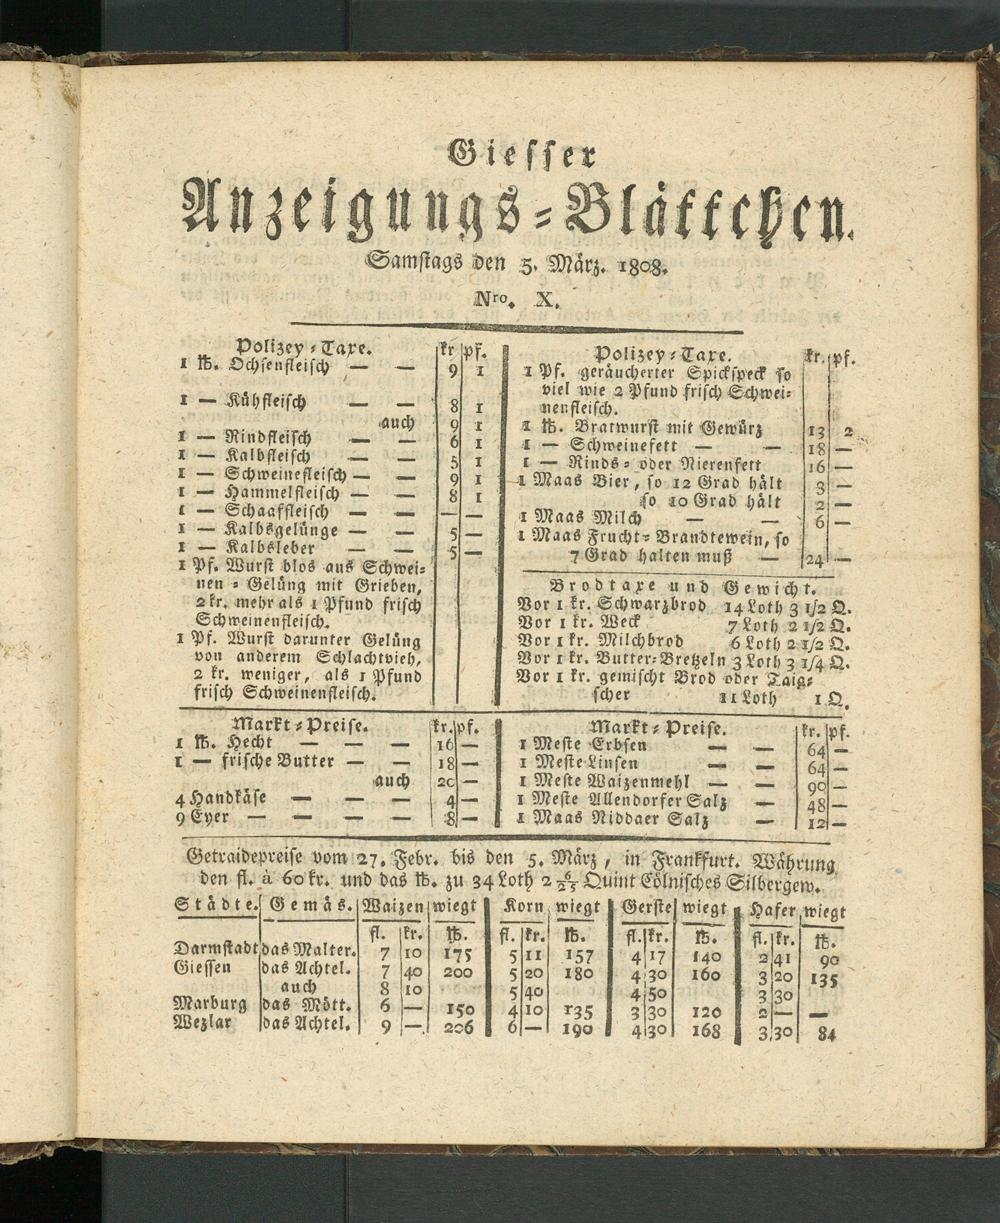 Giesser
Anzeigungs-Blättchen.
Samstags den 5. März. 1808.
Nro. X.
Polizey-Taxe. kr pf.
1 ℔. Ochsenfleisch — — 9 1
1 — Kühfleisch — — 8 1
auch 9 1
1 — Rindfleisch — — 6 1
1 — Kalbfleisch — — 5 1
1 — Schweinefleisch — — 9 1
1 — Hammelfleisch — — 8 1
1 — Schaaffleisch — — — —
1 — Kalbsgelünge — — 5 —
1 — Kalbsleber — — 5 —
1 Pf. Wurst blos aus Schwei-
nen-Gelüng mit Grieben,
2 kr. mehr als 1 Pfund frisch
Schweinenfleisch.
1 Pf. Wurst darunter Gelüng
von anderem Schlachtvieh,
2 kr. weniger, als 1 Pfund
frisch Schweinenfleisch.
Polizey-Taxe. kr. pf.
1 Pf. geräucherter Spickspeck so
viel wie 2 Pfund frisch Schwei-
nenfleisch.
1 ℔. Bratwurst mit Gewürz 13 2
1 — Schweinefett — — 18 —
1 — Rinds- oder Nierenfett 16 —
1 Maas Bier, so 12 Grad hält 3 —
so 10 Grad hält 2 —
1 Maas Milch — — 6 —
1 Maas Frucht-Brandtewein, so
7 Grad halten muß — 24 —
Brodtaxe und Gewicht.
Vor 1 kr. Schwarzbrod 14 Loth 3 1/2 Q.
Vor 1 kr. Weck 7 Loth 2 1/2 Q.
Vor 1 kr. Milchbrod 6 Loth 2 1/2 Q.
Vor 1 kr. Butter-Bretzeln 3 Loth 3 1/4 Q.
Vor 1 kr. gemischt Brod oder Taig-
scher 11 Loth 1 Q.
Markt-Preise. kr. pf.
1 ℔. Hecht — — — 16 —
1 — frische Butter — — 18 —
auch 20 —
4 Handkäse — — — 4 —
9 Eyer — — — — 8 —
Markt-Preise. kr. pf.
1 Meste Erbsen — — 64 —
1 Meste Linsen — — 64 —
1 Meste Waizenmehl — — 90 —
1 Meste Allendorfer Salz — 48 —
1 Maas Niddaer Salz — 12 —
Getraidepreise vom 27. Febr. bis den 5. März, in Frankfurt. Währung
den fl. à 60 kr. und das ℔. zu 34 Loth 2 6/25 Quint Cölnisches Silbergew.
Städte. Gemäs. Waizen wiegt Korn wiegt Gerste wiegt Hafer wiegt
fl. kr. ℔. fl. kr. ℔. fl. kr. ℔. fl. kr. ℔.
Darmstadt das Malter. 7 10 175 5 11 157 4 17 140 2 41 90
Giessen das Achtel. 7 40 200 5 20 180 4 30 160 3 20 135
auch 8 10 5 40 4 50 3 30
Marburg das Mött. 6 — 150 4 10 135 3 30 120 2 — —
Wezlar das Achtel. 9 — 206 6 — 190 4 30 168 3 30 84